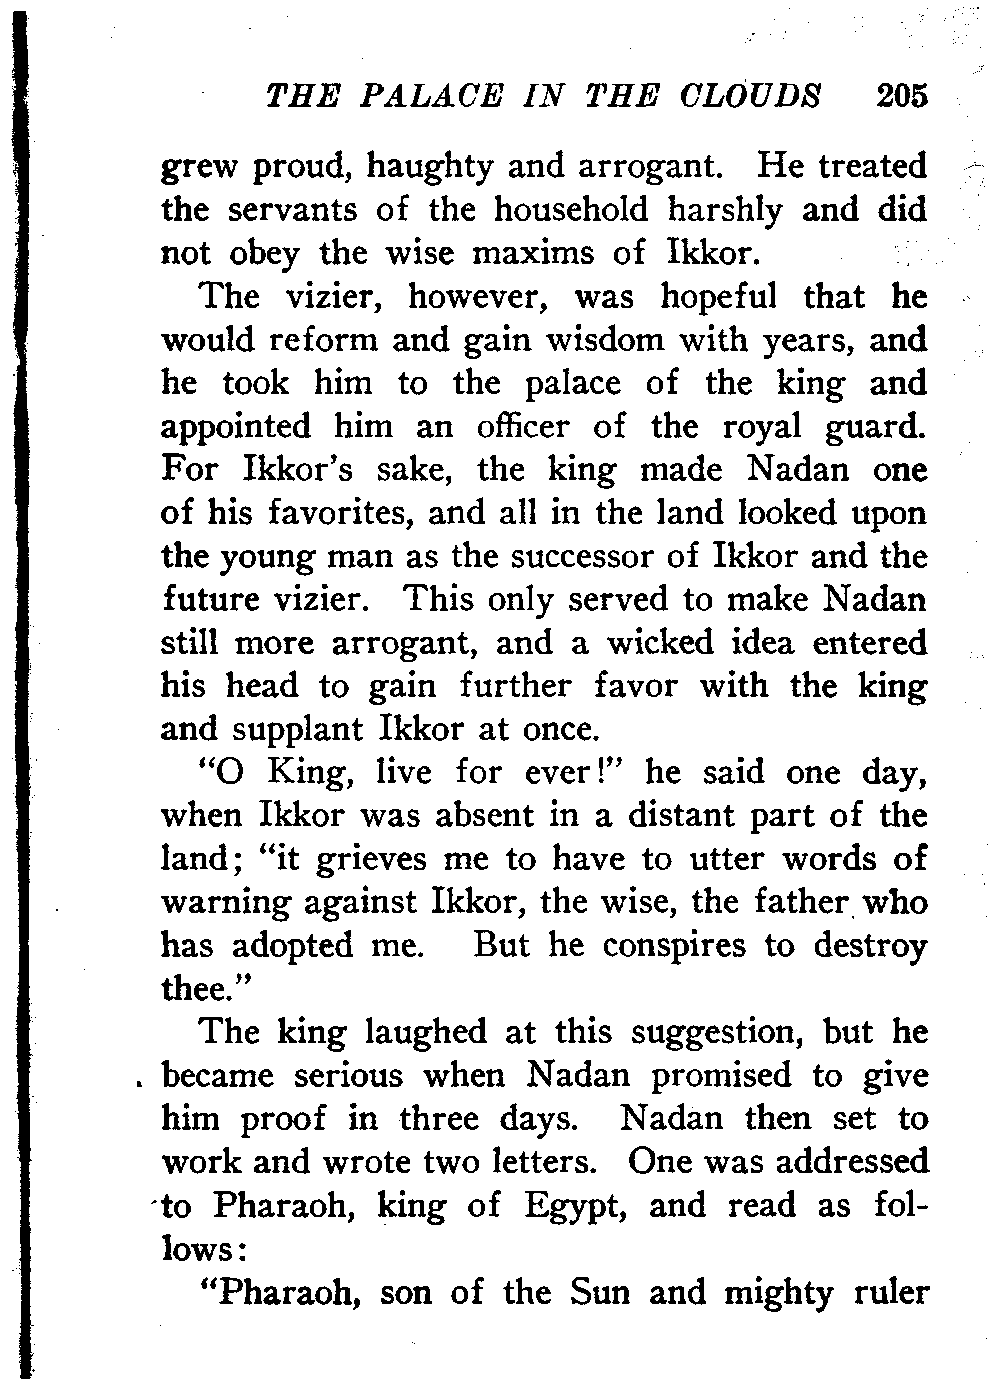 THE PALACE IN THE CLOUDS 205
grew proud, haughty and arrogant. He treated
the servants of the household harshly and did
not obey the wise maxims of Ikkor.
The vizier, however, was hopeful that he
would reform and gain wisdom with years, and
he took him to the palace of the king and
appointed him an officer of the royal guard.
For Ikkor's sake, the king made Nadan one
of his favorites, and all in the land looked upon
the young man as the successor of Ikkor and the
future vizier. This only served to make Nadan
still more arrogant, and a wicked idea entered
his head to gain further favor with the king
and supplant Ikkor at once.
"O King, live for ever!" he said one day,
when Ikkor was absent in a distant part of the
land; "it grieves me to have to utter words of
warning against Ikkor, the wise, the father who
has adopted me. But he conspires to destroy
thee."
The king laughed at this suggestion, but he
became serious when Nadan promised to give
him proof in three days. Nadan then set to
work and wrote two letters. One was addressed
to Pharaoh, king of Egypt, and read as fol-
lows:
"Pharaoh, son of the Sun and mighty ruler